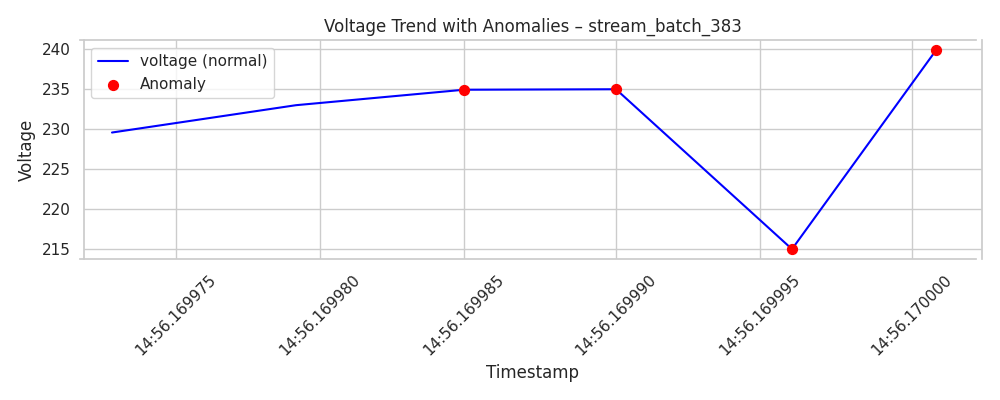 Voltage Trend with Anomalies – stream_batch_383
voltage (normal)
Anomaly
Voltage
240
235
230
225
220
215
14:56.169975
14:56.169980
14:56.169985
14:56.169990
14:56.169995
14:56.170000
Timestamp